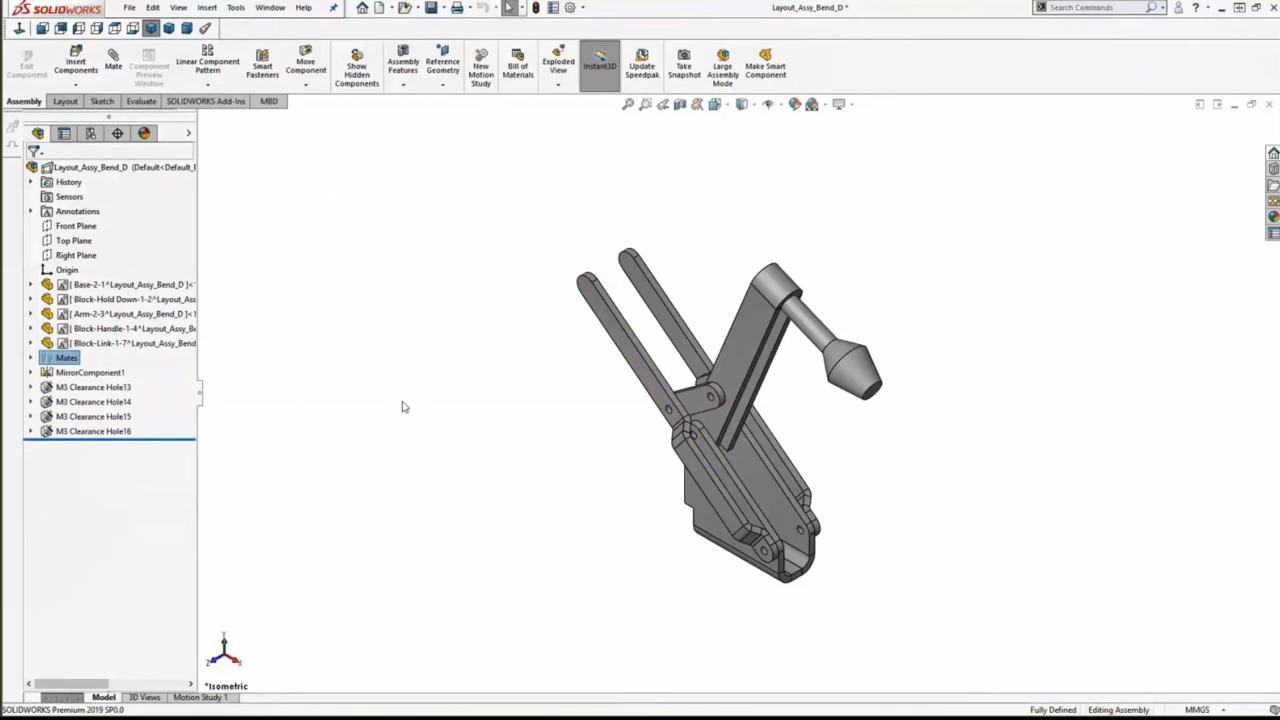 SOLIDWORKS File Edit View Insert Tools Window Help Layout_Assy_Bend_D * Search Commands
Edit Component
Insert Components
Mate
Component Preview Window
Linear Component Pattern
Smart Fasteners
Move Component
Show Hidden Components
Assembly Features
Reference Geometry
New Motion Study
Bill of Materials
Exploded View
Instant3D
Update Speedpak
Take Snapshot
Large Assembly Mode
Make Smart Component
Assembly Layout Sketch Evaluate SOLIDWORKS Add-Ins MBD
Layout_Assy_Bend_D (Default<Default_
History
Sensors
Annotations
Front Plane
Top Plane
Right Plane
Origin
[ Base-2-1^Layout_Assy_Bend_D ]<
[ Block-Hold Down-1-2^Layout_Ass
[ Arm-2-3^Layout_Assy_Bend_D ]<1
[ Block-Handle-1-4^Layout_Assy_Be
[ Block-Link-1-7^Layout_Assy_Bend
Mates
MirrorComponent1
M3 Clearance Hole13
M3 Clearance Hole14
M3 Clearance Hole15
M3 Clearance Hole16
Y
Z
X
*Isometric
Model 3D Views Motion Study 1
SOLIDWORKS Premium 2019 SP0.0 Fully Defined Editing Assembly MMGS